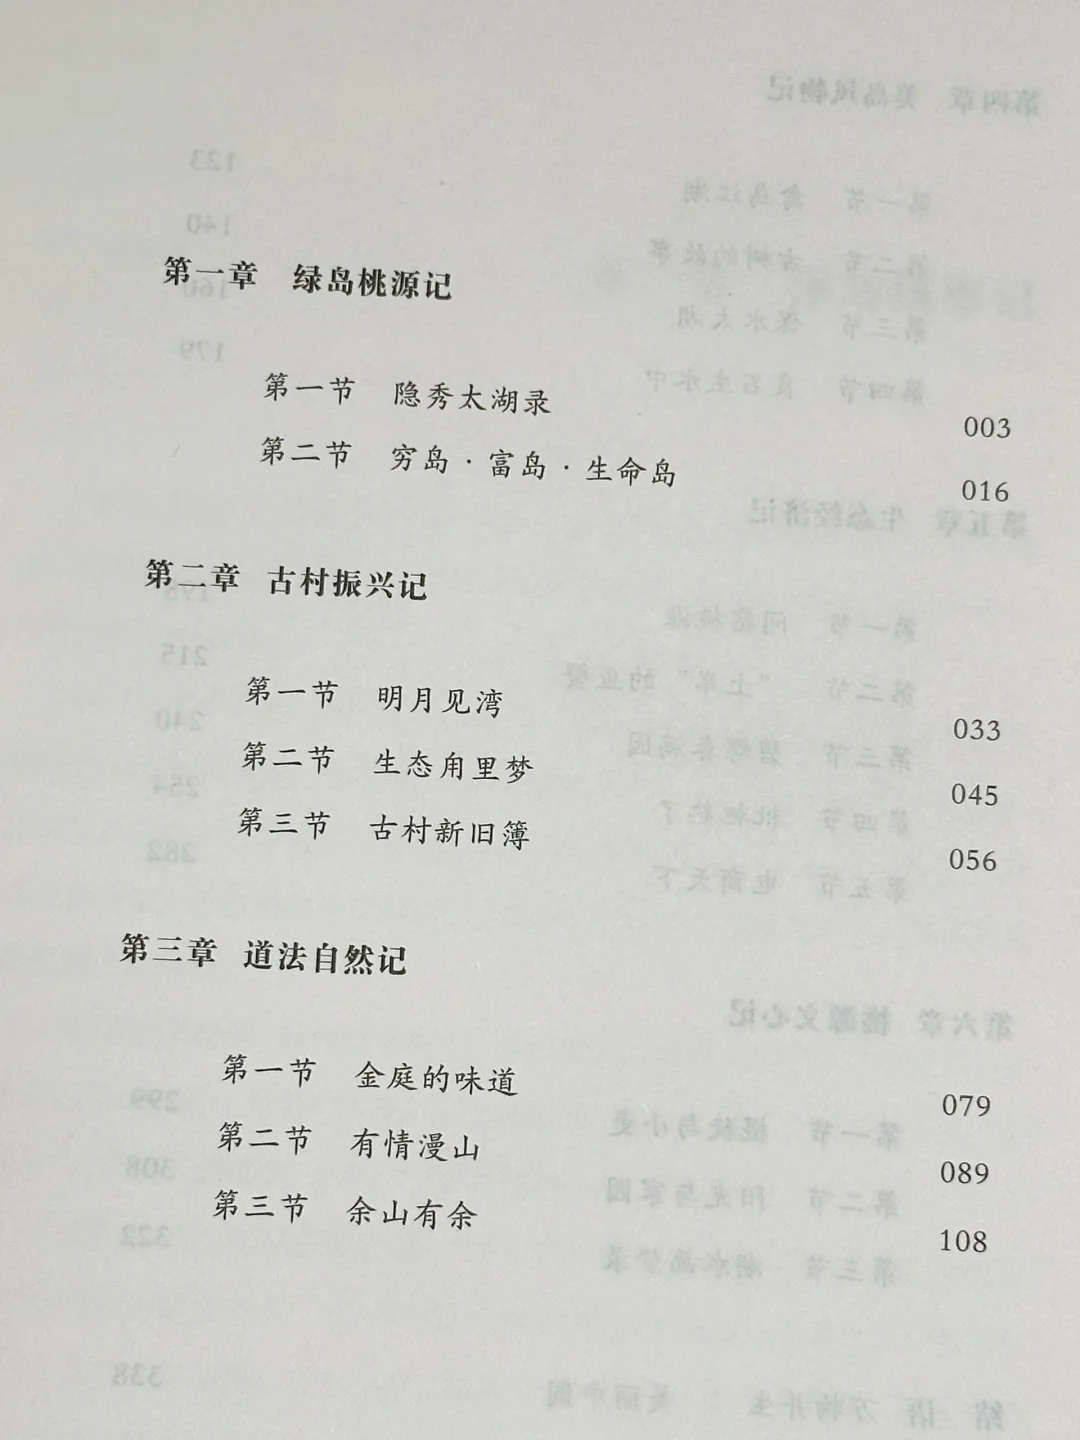 第一章 绿岛桃源记
第一节 隐秀太湖录 003
第二节 穷岛·富岛·生命岛 016
第二章 古村振兴记
第一节 明月见湾 033
第二节 生态甪里梦 045
第三节 古村新旧簿 056
第三章 道法自然记
第一节 金庭的味道 079
第二节 有情漫山 089
第三节 余山有余 108